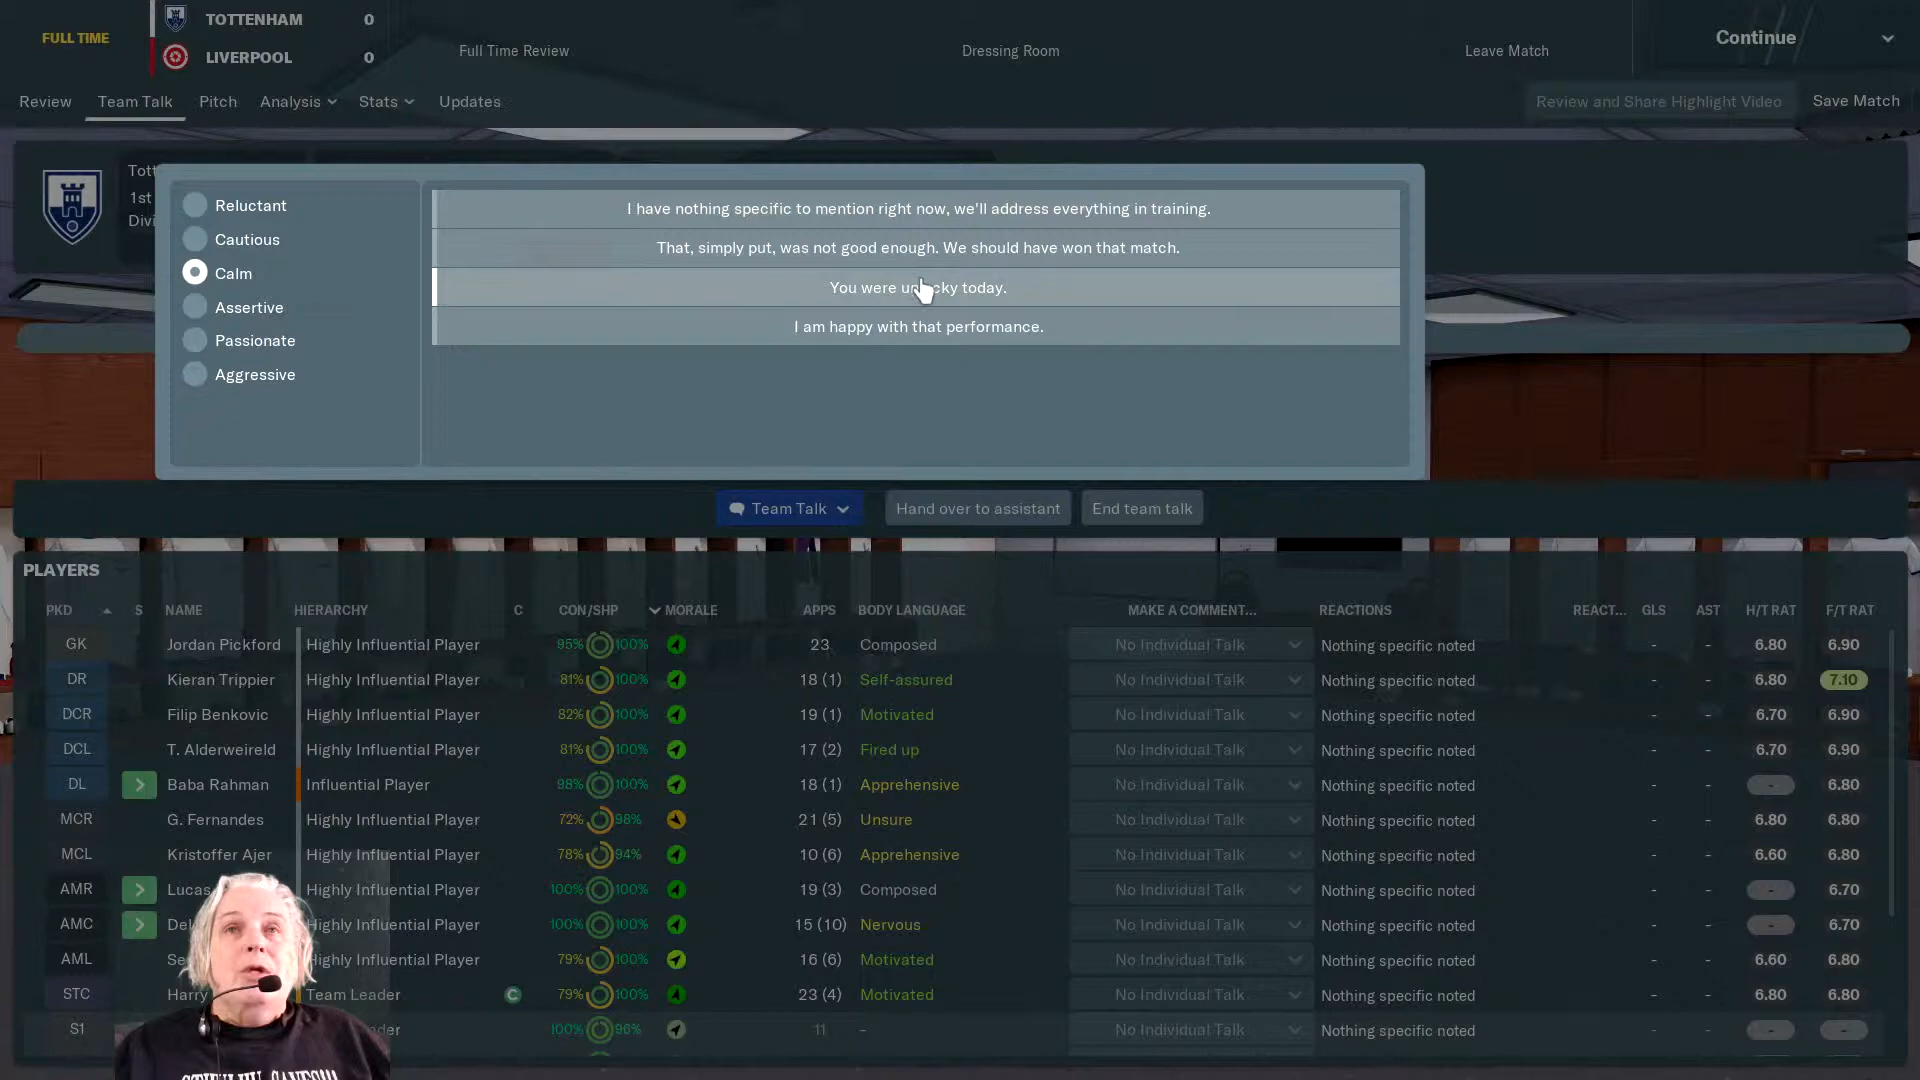 FULL TIME
TOTTENHAM 0
LIVERPOOL 0
Full Time Review
Dressing Room
Leave Match
Continue
Review
Team Talk
Pitch
Analysis
Stats
Updates
Review and Share Highlight Video
Save Match
Tott
1st
Divi
Reluctant
Cautious
Calm
Assertive
Passionate
Aggressive
I have nothing specific to mention right now, we'll address everything in training.
That, simply put, was not good enough. We should have won that match.
You were unlucky today.
I am happy with that performance.
Team Talk
Hand over to assistant
End team talk
PLAYERS
PKD S NAME HIERARCHY C CON/SHP MORALE APPS BODY LANGUAGE MAKE A COMMENT... REACTIONS REACT... GLS AST H/T RAT F/T RAT
GK Jordan Pickford Highly Influential Player 95% 100% 23 Composed No Individual Talk Nothing specific noted - - 6.80 6.90
DR Kieran Trippier Highly Influential Player 81% 100% 18 (1) Self-assured No Individual Talk Nothing specific noted - - 6.80 7.10
DCR Filip Benkovic Highly Influential Player 82% 100% 19 (1) Motivated No Individual Talk Nothing specific noted - - 6.70 6.90
DCL T. Alderweireld Highly Influential Player 81% 100% 17 (2) Fired up No Individual Talk Nothing specific noted - - 6.70 6.90
DL Baba Rahman Influential Player 98% 100% 18 (1) Apprehensive No Individual Talk Nothing specific noted - - - 6.80
MCR G. Fernandes Highly Influential Player 72% 98% 21 (5) Unsure No Individual Talk Nothing specific noted - - 6.80 6.80
MCL Kristoffer Ajer Highly Influential Player 78% 94% 10 (6) Apprehensive No Individual Talk Nothing specific noted - - 6.60 6.80
AMR Lucas Highly Influential Player 100% 100% 19 (3) Composed No Individual Talk Nothing specific noted - - - 6.70
AMC Del Highly Influential Player 100% 100% 15 (10) Nervous No Individual Talk Nothing specific noted - - - 6.70
AML Se Highly Influential Player 79% 100% 16 (6) Motivated No Individual Talk Nothing specific noted - - 6.60 6.80
STC Harry Team Leader C 79% 100% 23 (4) Motivated No Individual Talk Nothing specific noted - - 6.80 6.80
S1 100% 96% 11 - No Individual Talk Nothing specific noted - - - -